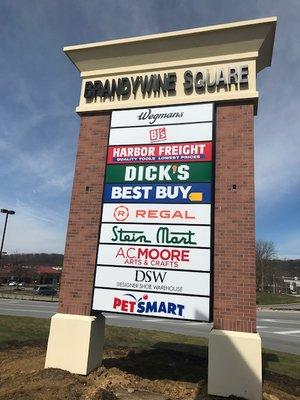 BRANDYWINE SQUARE
Wegmans
BJ's
HARBOR FREIGHT
QUALITY TOOLS LOWEST PRICES
DICK'S
BEST BUY
REGAL
Stein Mart
A.C. MOORE
ARTS & CRAFTS
DSW
DESIGNER SHOE WAREHOUSE
PETSMART